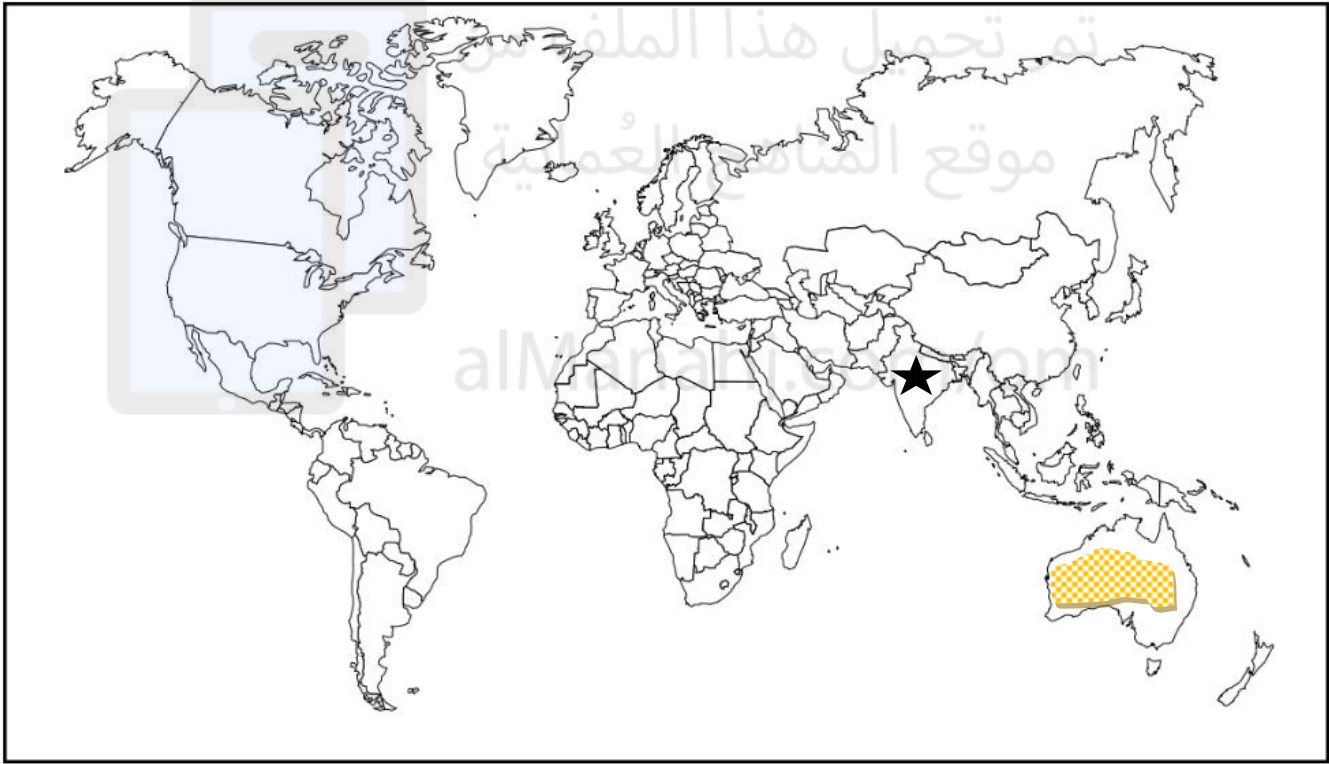 تم تحميل هذا الملف من
موقع المناهج العُمانية
alManahj.com/om